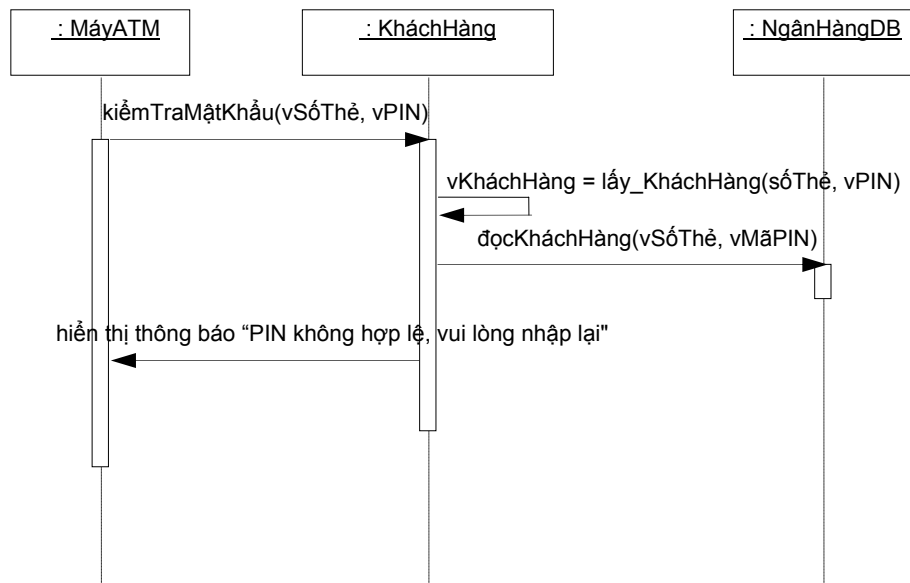 : MáyATM
: KháchHàng
: NgânHàngDB
kiểmTraMậtKhẩu(vSốThẻ, vPIN)
vKháchHàng = lấy_KháchHàng(sốThẻ, vPIN)
đọcKháchHàng(vSốThẻ, vMãPIN)
hiển thị thông báo “PIN không hợp lệ, vui lòng nhập lại"